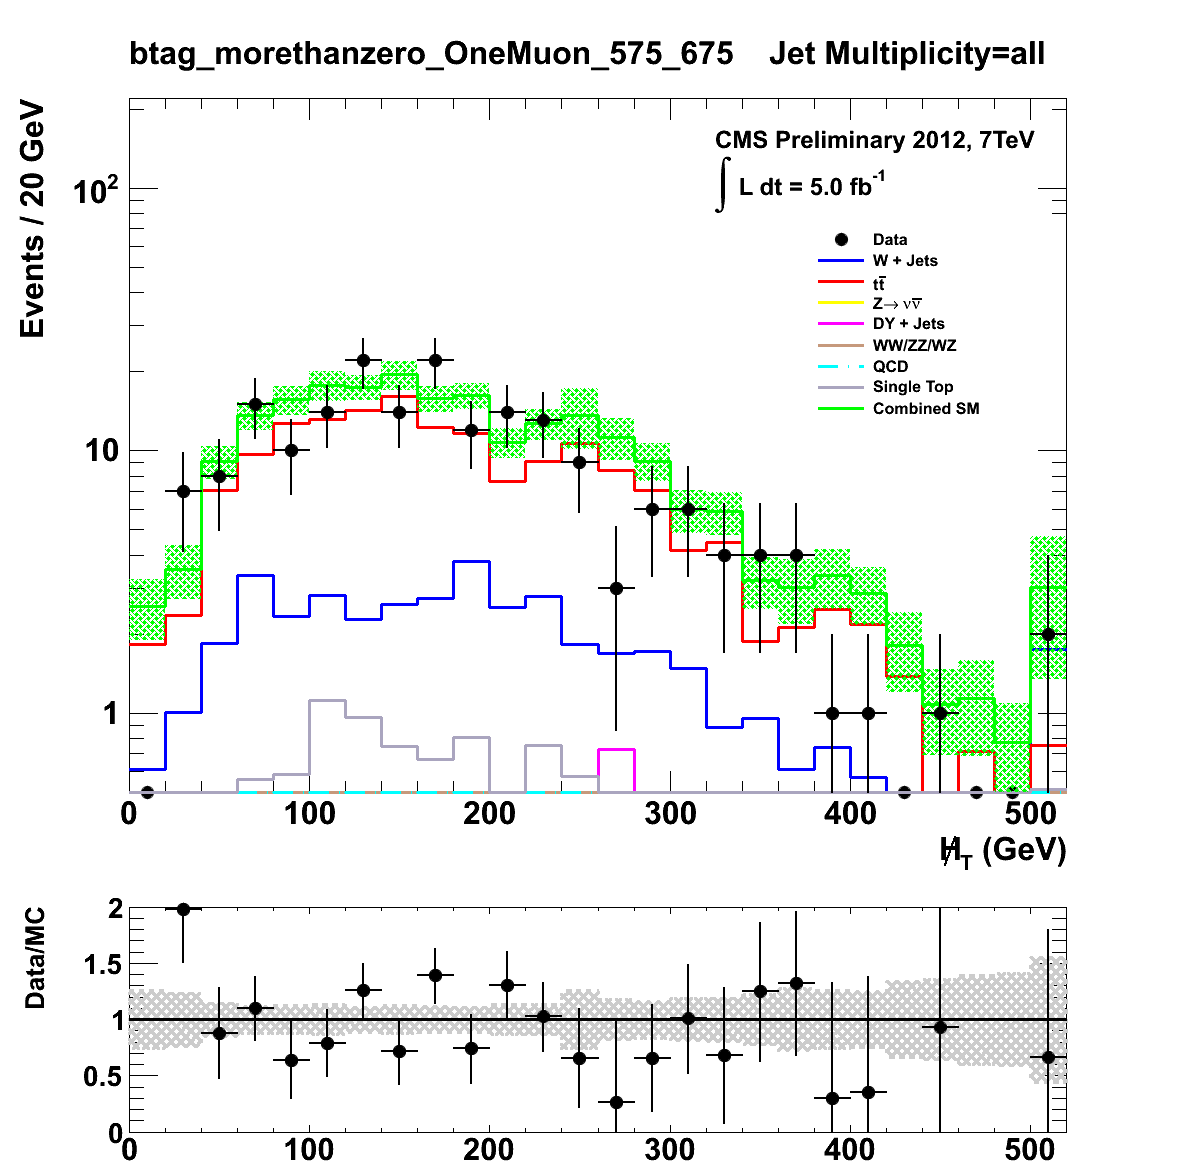 btag_morethanzero_OneMuon_575_675 Jet Multiplicity=all
Events / 20 GeV
CMS Preliminary 2012, 7TeV
∫ L dt = 5.0 fb⁻¹
Data
W + Jets
tt̅
Z→ νν̅
DY + Jets
WW/ZZ/WZ
QCD
Single Top
Combined SM
10²
10
1
0 100 200 300 400 500
H̸_T (GeV)
Data/MC
2
1.5
1
0.5
0
0 100 200 300 400 500